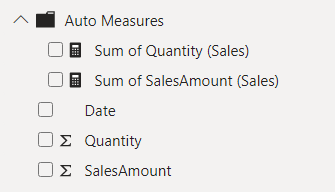 Auto Measures
Sum of Quantity (Sales)
Sum of SalesAmount (Sales)
Date
Σ Quantity
Σ SalesAmount